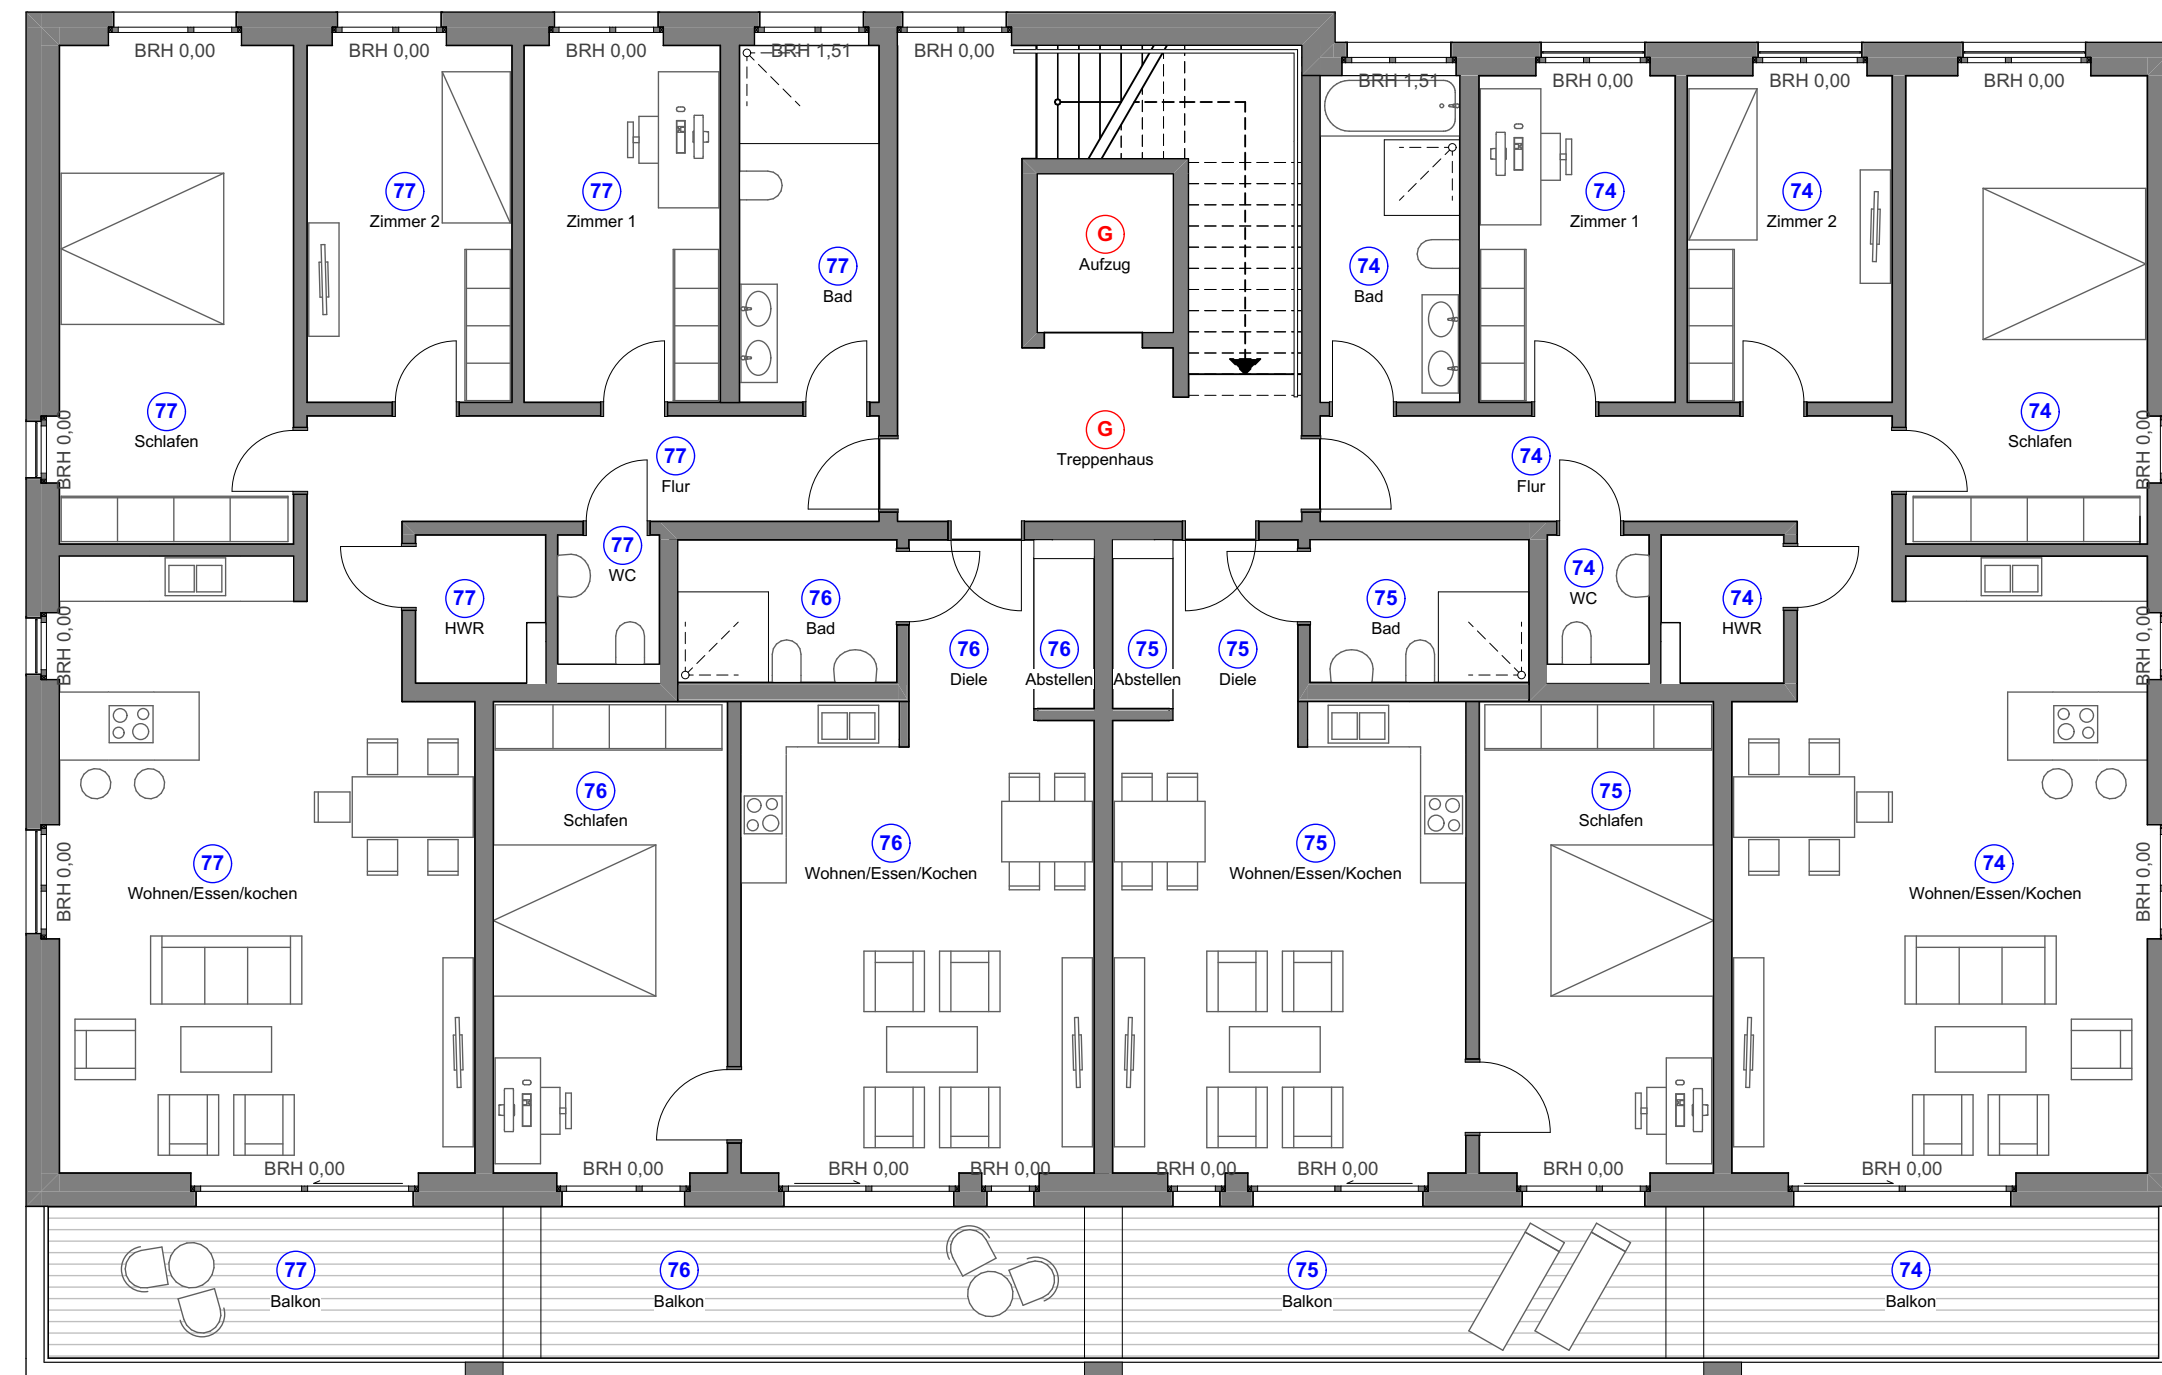 BRH 0,00
BRH 0,00
BRH 0,00
BRH 1,51
BRH 0,00
BRH 1,51
BRH 0,00
BRH 0,00
BRH 0,00
77
Zimmer 2
77
Zimmer 1
74
Zimmer 1
74
Zimmer 2
G
Aufzug
77
Bad
74
Bad
77
Schlafen
74
Schlafen
BRH 0,00
BRH 0,00
G
Treppenhaus
77
Flur
74
Flur
77
WC
74
WC
77
HWR
76
Bad
75
Bad
74
HWR
BRH 0,00
BRH 0,00
76
Diele
76
Abstellen
75
Abstellen
75
Diele
76
Schlafen
75
Schlafen
77
Wohnen/Essen/kochen
76
Wohnen/Essen/Kochen
75
Wohnen/Essen/Kochen
74
Wohnen/Essen/Kochen
BRH 0,00
BRH 0,00
BRH 0,00
BRH 0,00
BRH 0,00
BRH 0,00
BRH 0,00
BRH 0,00
BRH 0,00
BRH 0,00
77
Balkon
76
Balkon
75
Balkon
74
Balkon